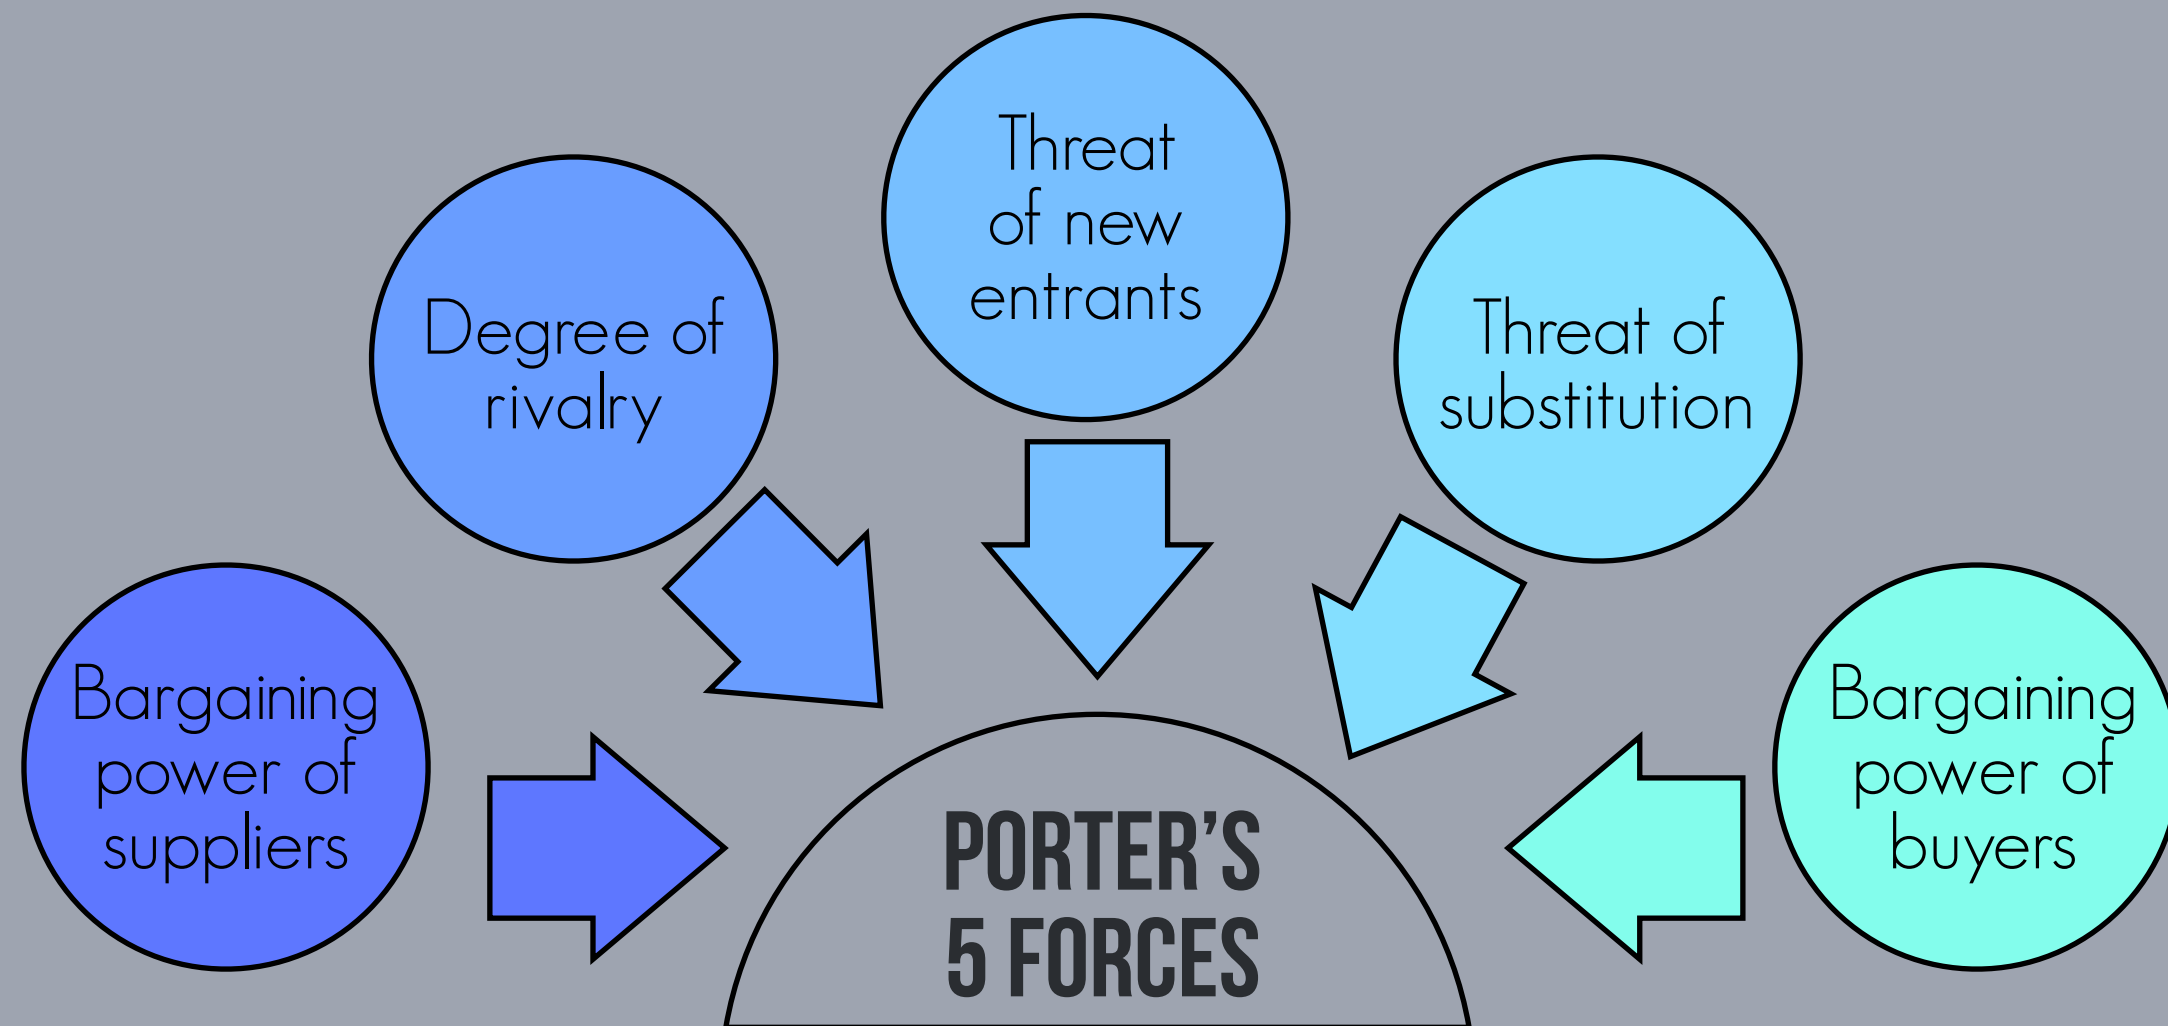 Threat
of new
entrants
Degree of
rivalry
Threat of
substitution
Bargaining
power of
suppliers
Bargaining
power of
buyers
PORTER'S
5 FORCES